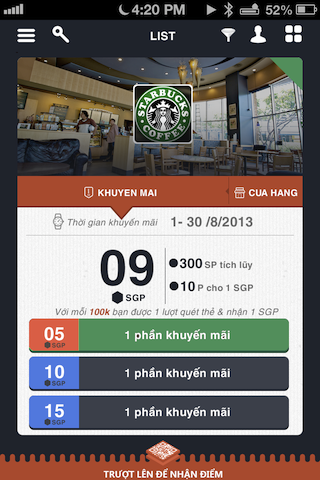 4:20 PM
52%
LIST
STARBUCKS
COFFEE
KHUYEN MAI
CUA HANG
Thời gian khuyến mãi
1- 30 /8/2013
09
SGP
300 SP tích lũy
10 P cho 1 SGP
Với mỗi 100k bạn được 1 lượt quét thẻ & nhận 1 SGP
05
SGP
1 phần khuyến mãi
10
SGP
1 phần khuyến mãi
15
SGP
1 phần khuyến mãi
TRƯỢT LÊN ĐỂ NHẬN ĐIỂM